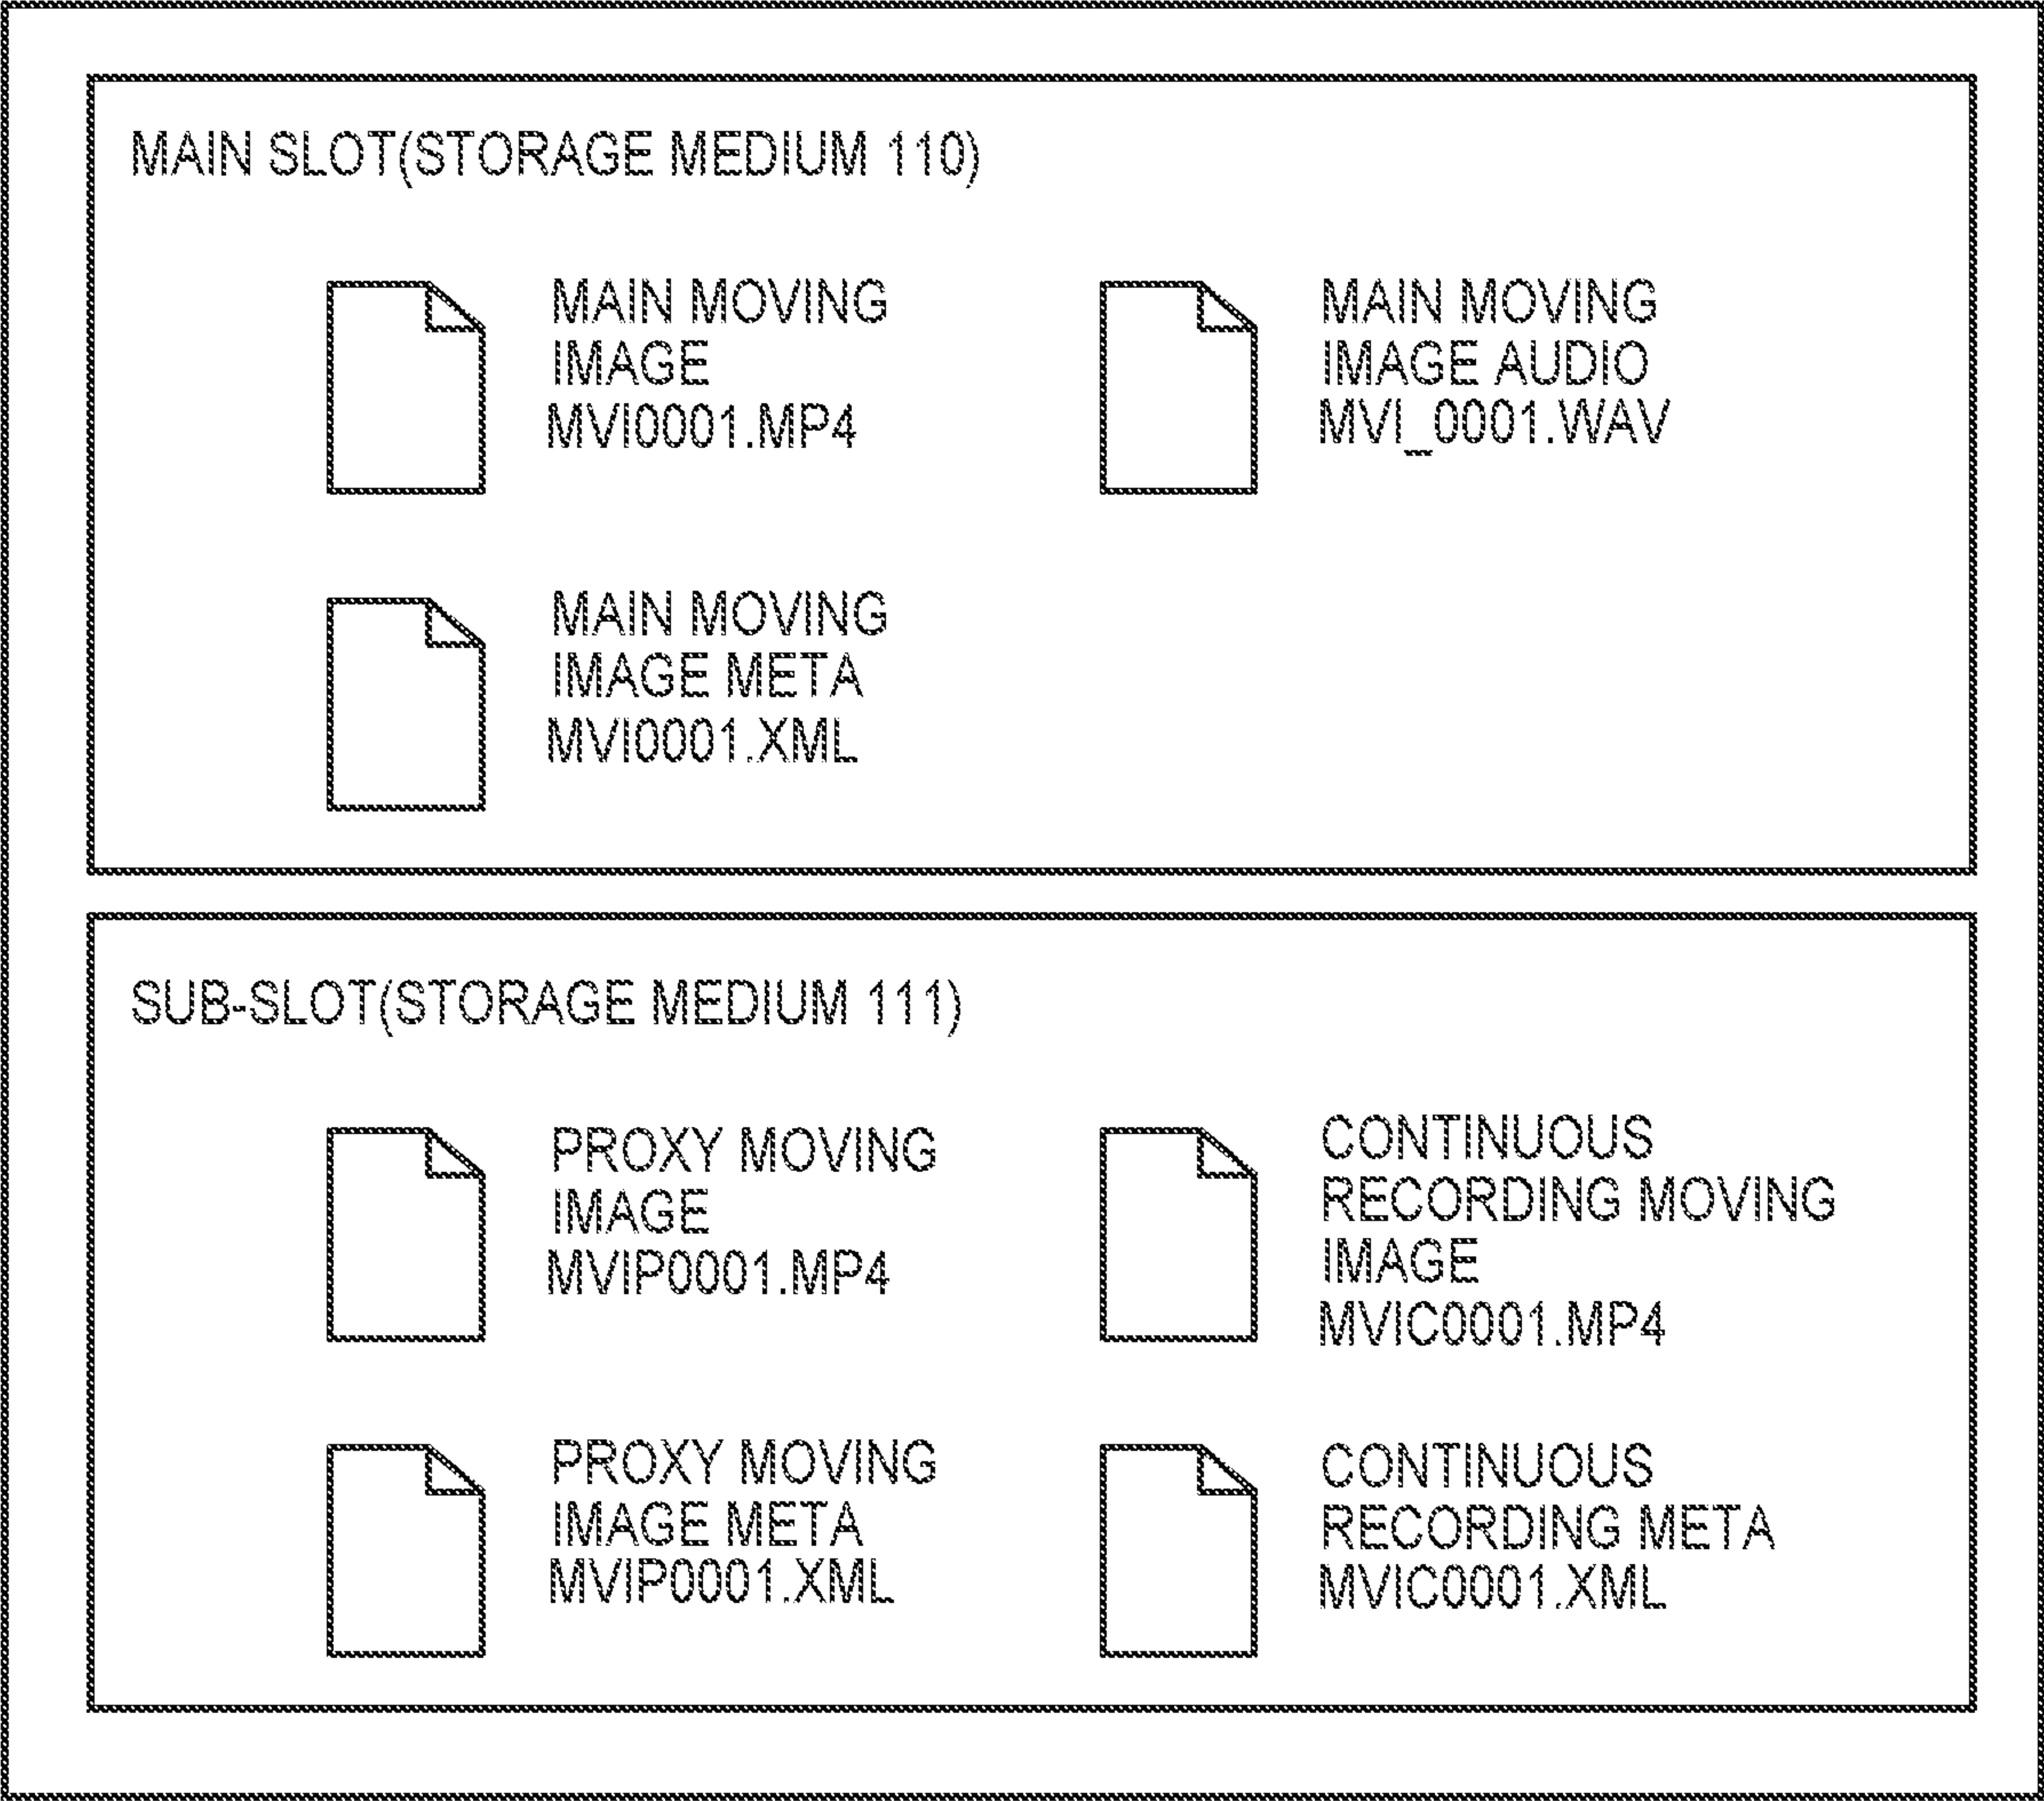 MAIN SLOT(STORAGE MEDIUM 110)
MAIN MOVING
IMAGE
MVI0001.MP4
MAIN MOVING
IMAGE AUDIO
MVI_0001.WAV
MAIN MOVING
IMAGE META
MVI0001.XML
SUB-SLOT(STORAGE MEDIUM 111)
PROXY MOVING
IMAGE
MVIP0001.MP4
CONTINUOUS
RECORDING MOVING
IMAGE
MVIC0001.MP4
PROXY MOVING
IMAGE META
MVIP0001.XML
CONTINUOUS
RECORDING META
MVIC0001.XML